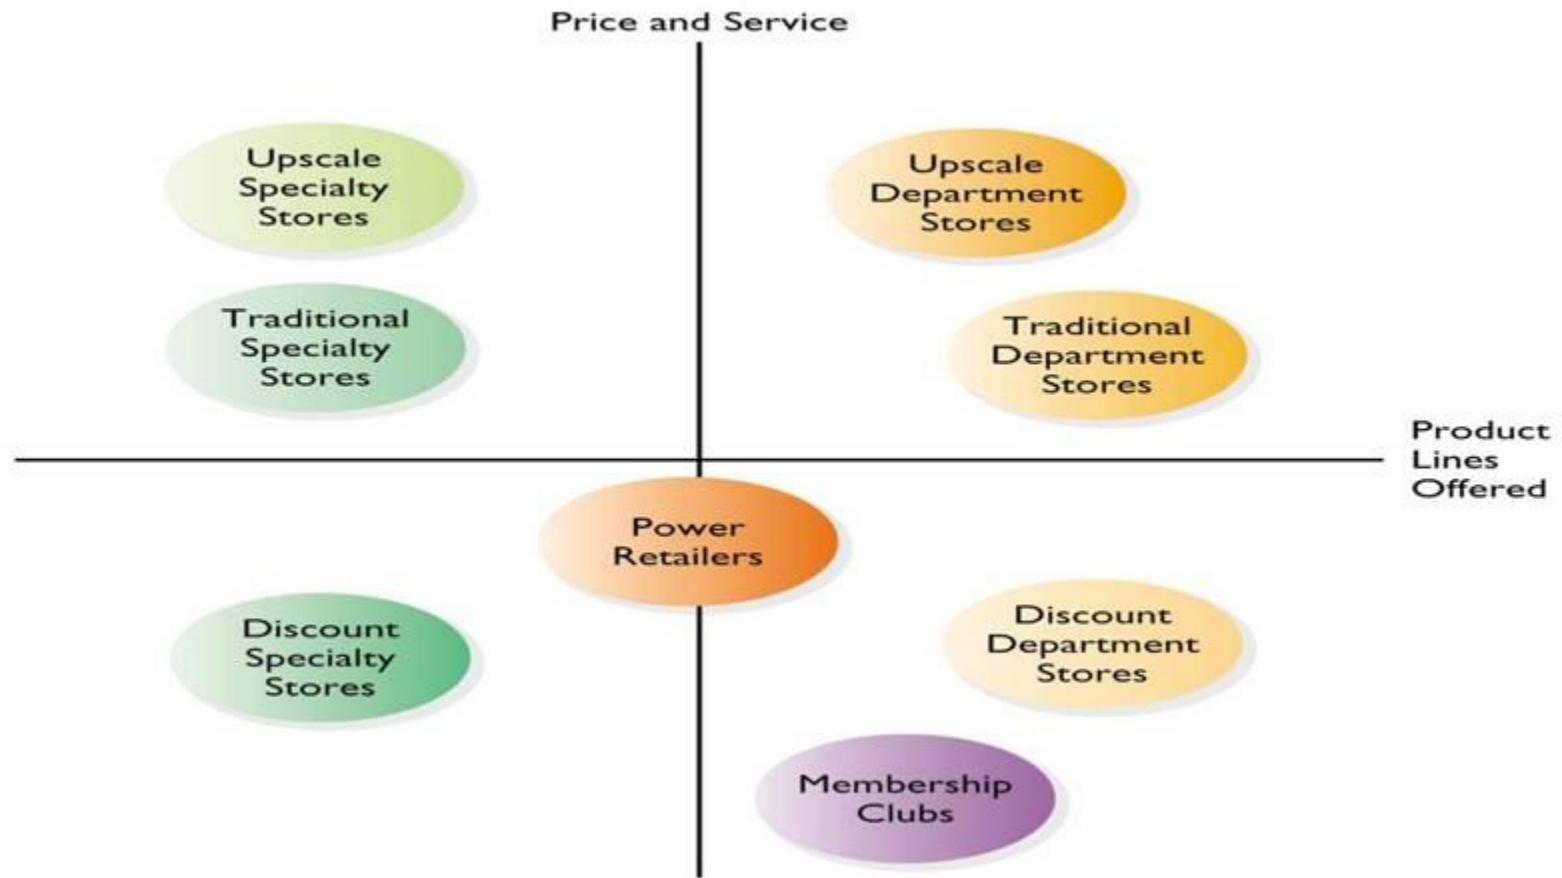 Price and Service
Upscale
Specialty
Stores
Upscale
Department
Stores
Traditional
Specialty
Stores
Traditional
Department
Stores
Product
Lines
Offered
Power
Retailers
Discount
Specialty
Stores
Discount
Department
Stores
Membership
Clubs